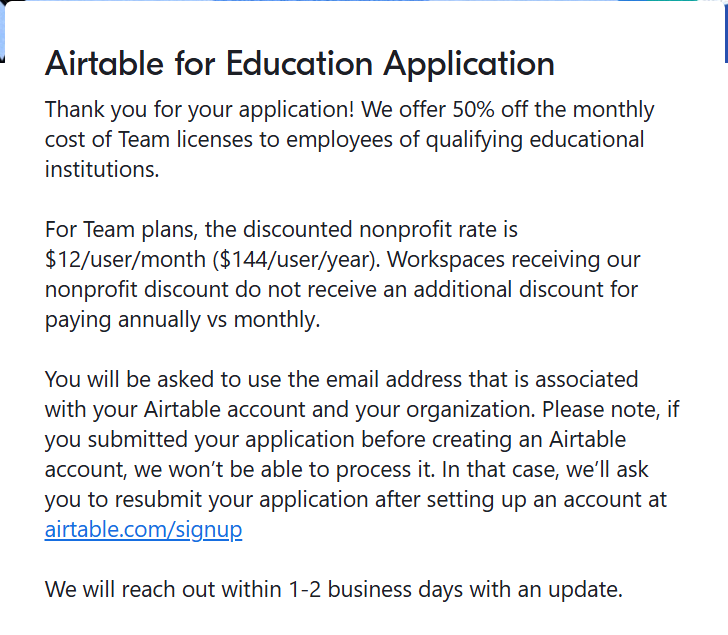 Airtable for Education Application
Thank you for your application! We offer 50% off the monthly
cost of Team licenses to employees of qualifying educational
institutions.
For Team plans, the discounted nonprofit rate is
$12/user/month ($144/user/year). Workspaces receiving our
nonprofit discount do not receive an additional discount for
paying annually vs monthly.
You will be asked to use the email address that is associated
with your Airtable account and your organization. Please note, if
you submitted your application before creating an Airtable
account, we won’t be able to process it. In that case, we’ll ask
you to resubmit your application after setting up an account at
airtable.com/signup
We will reach out within 1-2 business days with an update.